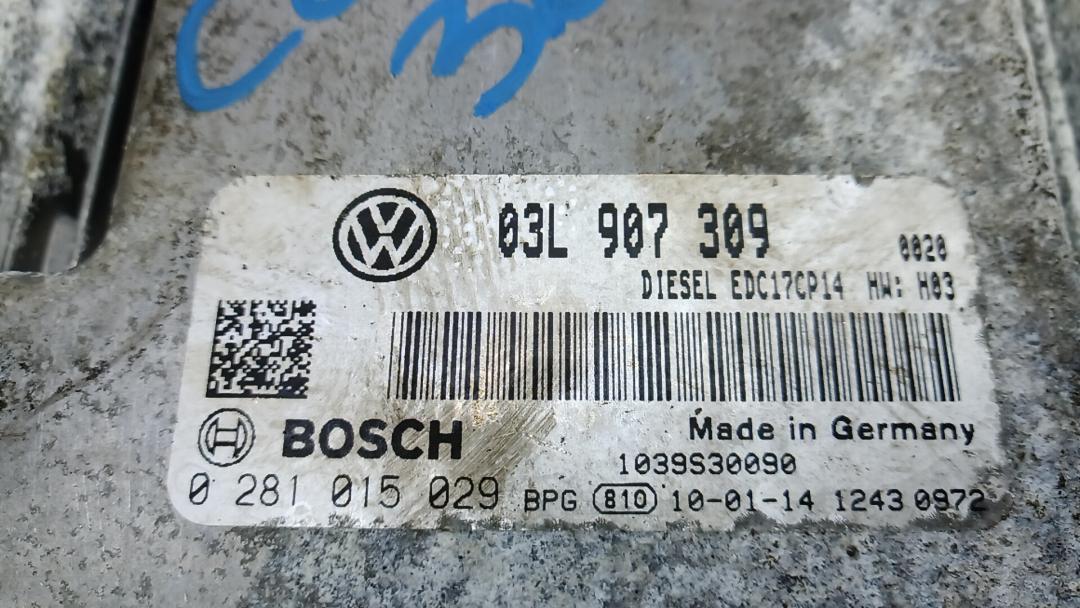 03L 907 309
0020
DIESEL EDC17CP14 HW: H03
BOSCH
Made in Germany
1039S30090
0 281 015 029 BPG 810 10-01-14 1243 0972